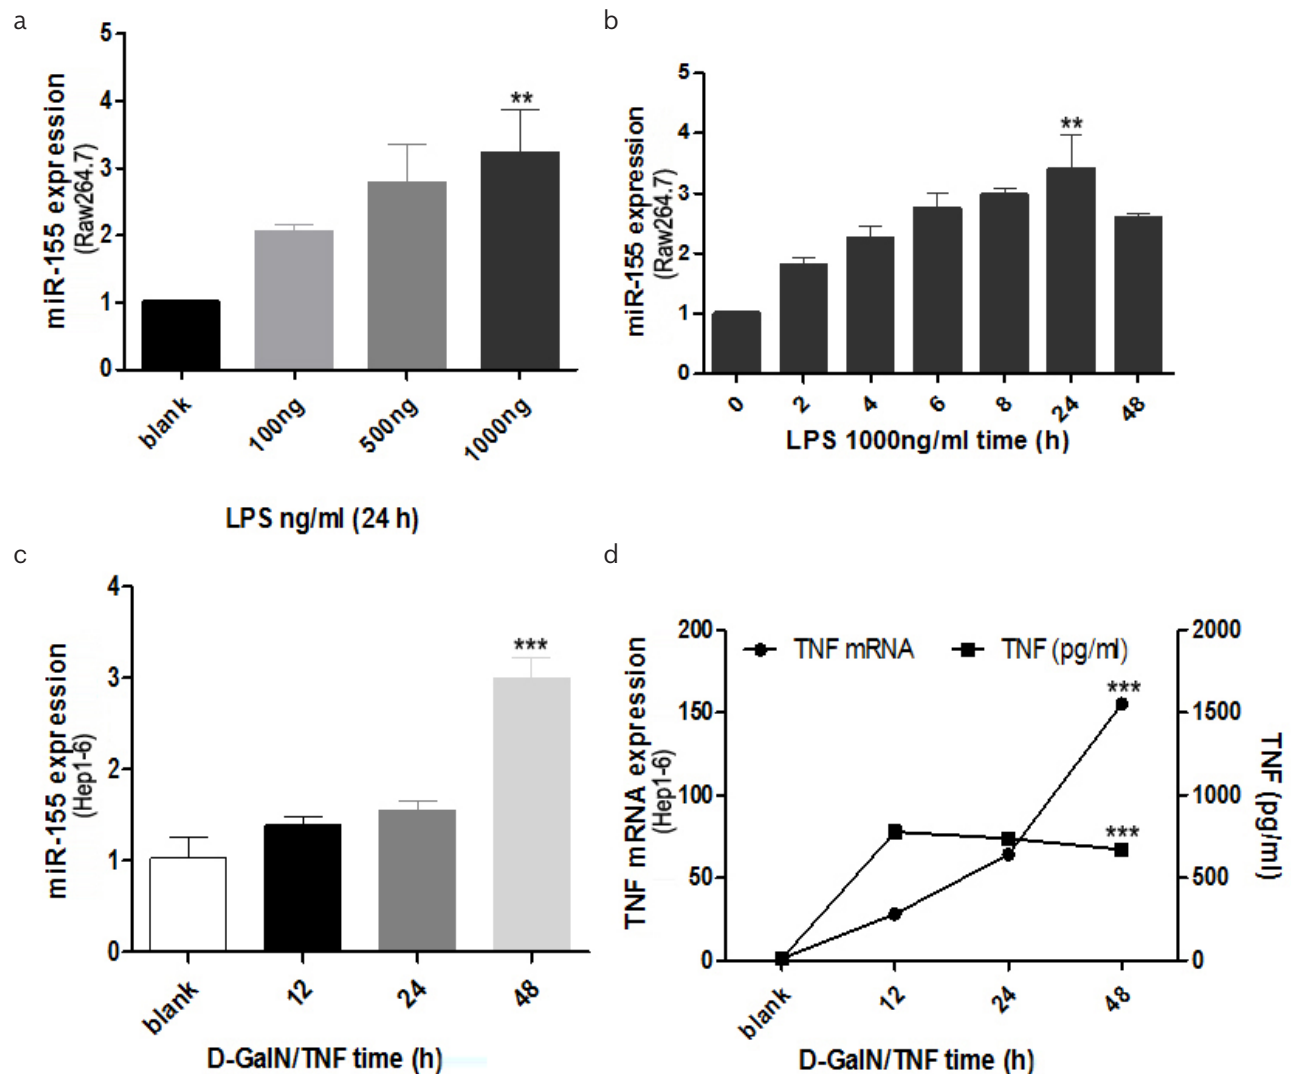 a
miR-155 expression
(Raw264.7)
5
4
3
2
1
0
**
blank
100ng
500ng
1000ng
LPS ng/ml (24 h)
b
miR-155 expression
(Raw264.7)
5
4
3
2
1
0
**
0
2
4
6
8
24
48
LPS 1000ng/ml time (h)
c
miR-155 expression
(Hep1-6)
4
3
2
1
0
***
blank
12
24
48
D-GalN/TNF time (h)
d
TNF mRNA expression
(Hep1-6)
200
150
100
50
0
TNF mRNA
TNF (pg/ml)
***
***
2000
1500
1000
500
0
TNF (pg/ml)
blank
12
24
48
D-GalN/TNF time (h)